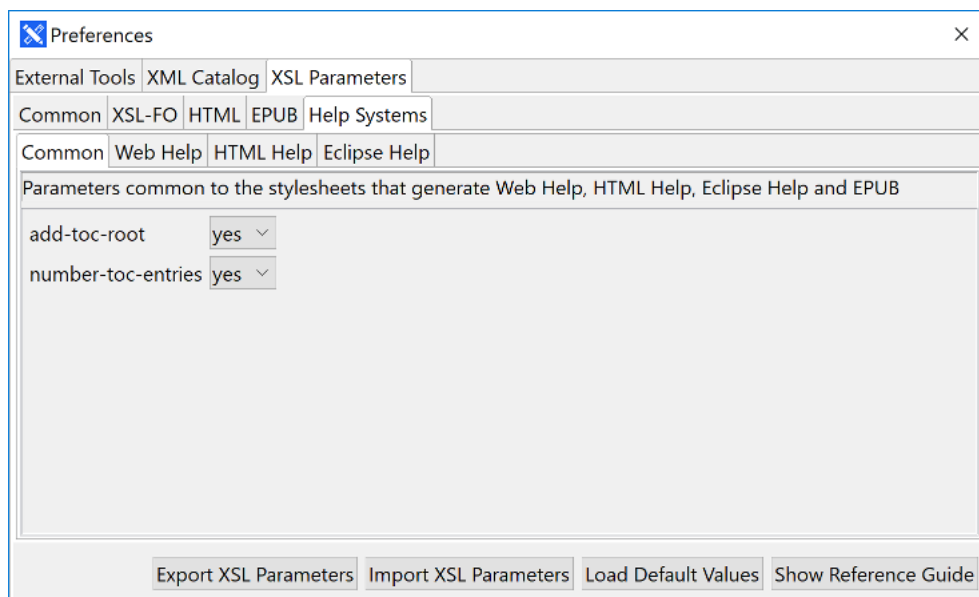 Preferences
External Tools XML Catalog XSL Parameters
Common XSL-FO HTML EPUB Help Systems
Common Web Help HTML Help Eclipse Help
Parameters common to the stylesheets that generate Web Help, HTML Help, Eclipse Help and EPUB
add-toc-root yes
number-toc-entries yes
Export XSL Parameters Import XSL Parameters Load Default Values Show Reference Guide